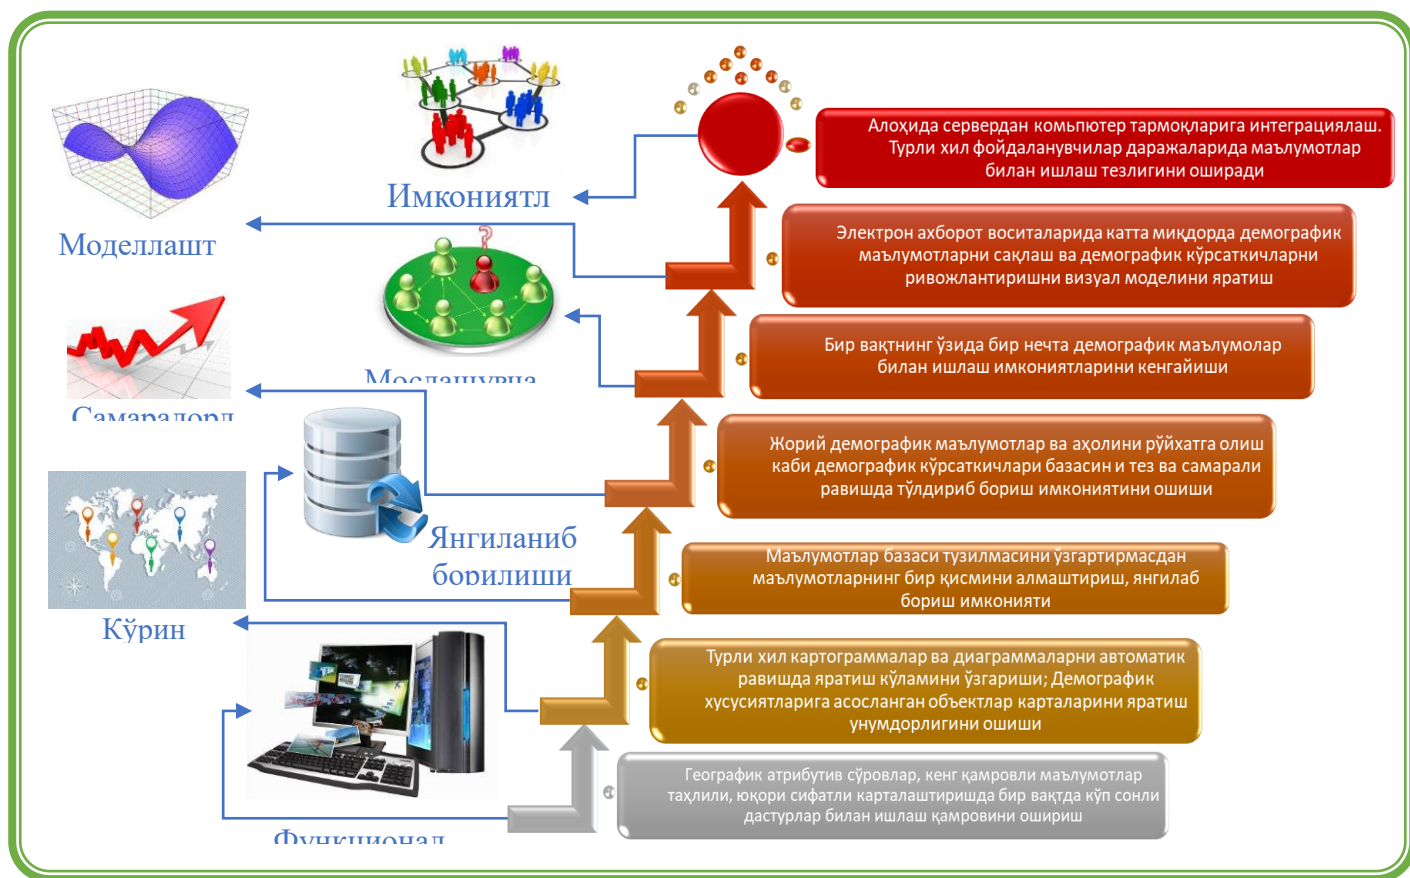 Имкониятл
Моделлашт
Мослашувча
Самарадорл
Янгиланиб
борилиши
Кўрин
Функционал
Алоҳида сервердан компьютер тармоқларига интеграциялаш.
Турли хил фойдаланувчилар даражаларида маълумотлар
билан ишлаш тезлигини оширади
Электрон ахборот воситаларида катта миқдорда демографик
маълумотларни сақлаш ва демографик кўрсаткичларни
ривожлантиришни визуал моделини яратиш
Бир вақтнинг ўзида бир нечта демографик маълумолар
билан ишлаш имкониятларини кенгайиши
Жорий демографик маълумотлар ва аҳолини рўйхатга олиш
каби демографик кўрсаткичлари базасин и тез ва самарали
равишда тўлдириб бориш имкониятини ошиши
Маълумотлар базаси тузилмасини ўзгартирмасдан
маълумотларнинг бир қисмини алмаштириш, янгилаб
бориш имконияти
Турли хил картограммалар ва диаграммаларни автоматик
равишда яратиш кўламини ўзгариши; Демографик
хусусиятларига асосланган объектлар карталарини яратиш
унумдорлигини ошиши
Географик атрибутив сўровлар, кенг қамровли маълумотлар
таҳлили, юқори сифатли карталаштиришда бир вақтда кўп сонли
дастурлар билан ишлаш қамровини ошириш